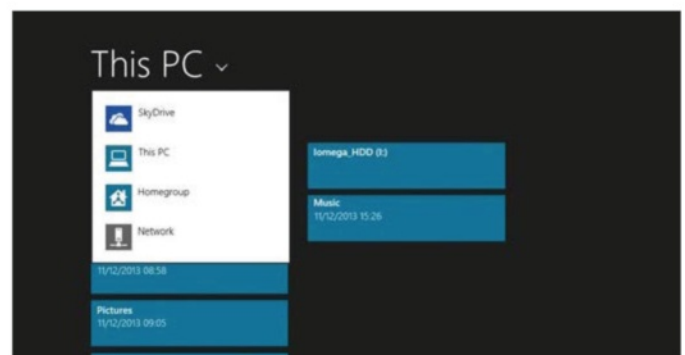 This PC
SkyDrive
This PC
Homegroup
Network
11/12/2013 08:58
Pictures
11/12/2013 09:05
Iomega_HDD (I:)
Music
11/12/2013 15:26